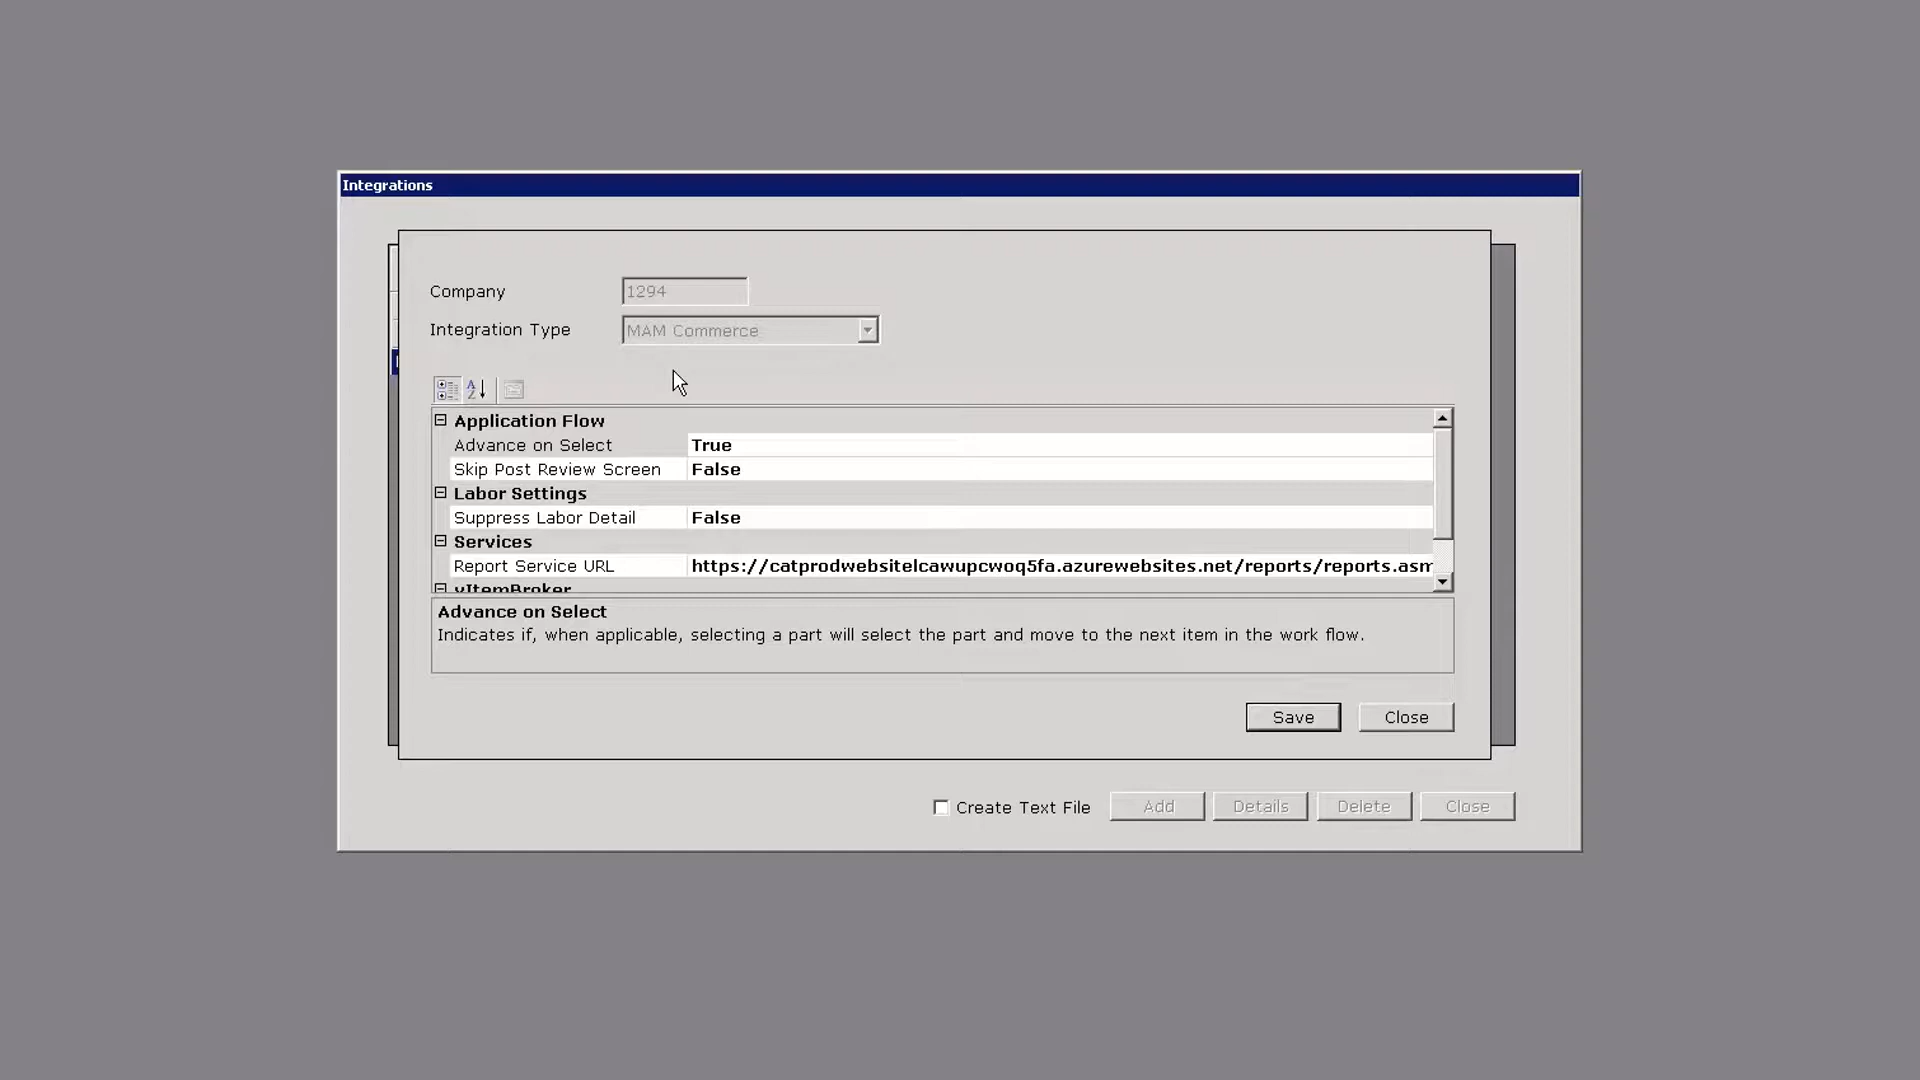 Integrations
Company 1294
Integration Type MAM Commerce
Application Flow
Advance on Select True
Skip Post Review Screen False
Labor Settings
Suppress Labor Detail False
Services
Report Service URL https://catprodwebsitelcawupcwoq5fa.azurewebsites.net/reports/reports.asm
vItemBroker
Advance on Select
Indicates if, when applicable, selecting a part will select the part and move to the next item in the work flow.
Save Close
Create Text File Add Details Delete Close